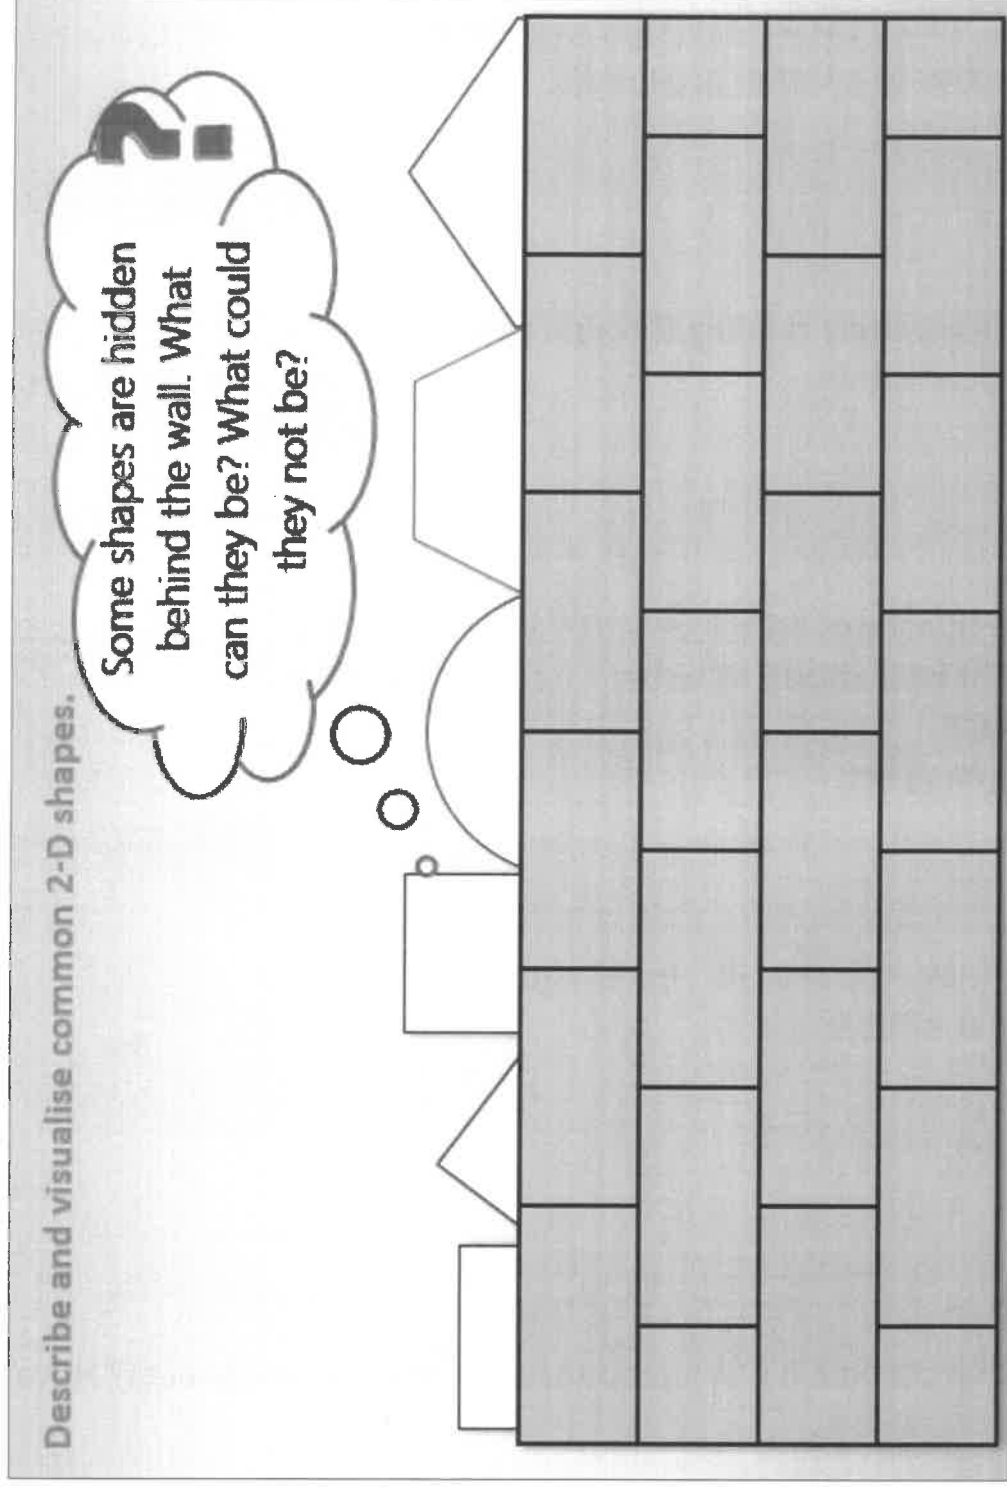 Describe and visualise common 2-D shapes.
Some shapes are hidden
behind the wall. What
can they be? What could
they not be?
?